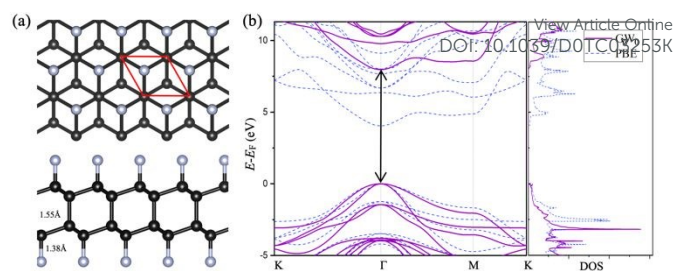 (a)
(b)
View Article Online
DOI: 10.1039/D0TC03253K
GW
PBE
10
5
0
-5
E-E_F (eV)
1.55Å
1.38Å
K Γ M K DOS